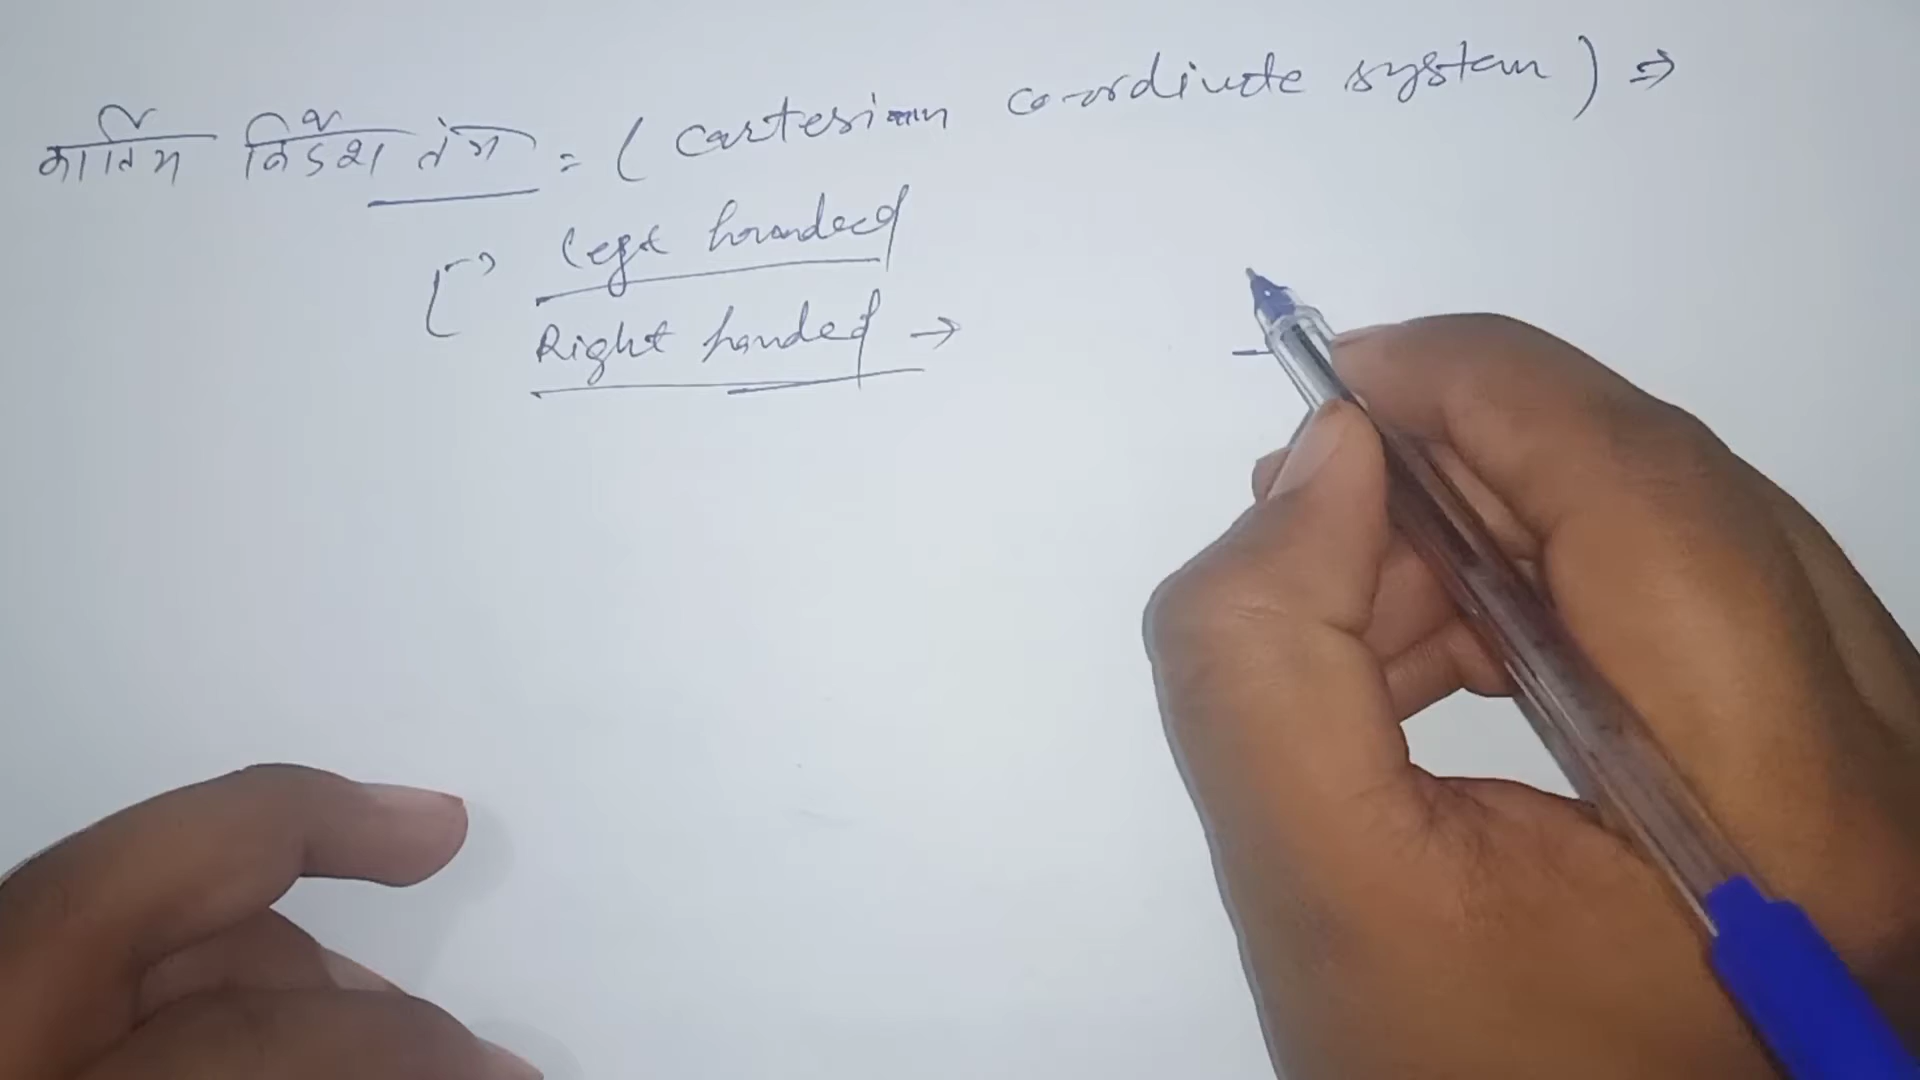 कार्तिय निर्देश तंत्र = ( cartesian co-ordinate system ) ⇒
left handed
Right handed →